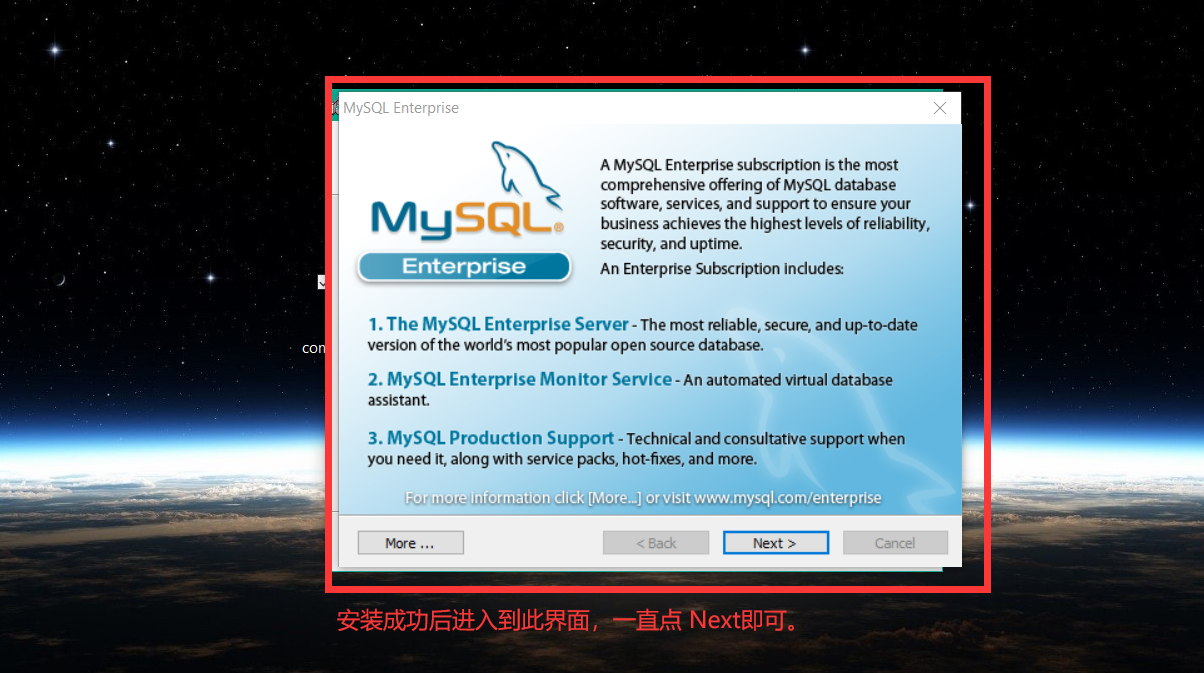 MySQL Enterprise
A MySQL Enterprise subscription is the most
comprehensive offering of MySQL database
software, services, and support to ensure your
business achieves the highest levels of reliability,
security, and uptime.
An Enterprise Subscription includes:
MySQL®
Enterprise
1. The MySQL Enterprise Server - The most reliable, secure, and up-to-date
version of the world's most popular open source database.
2. MySQL Enterprise Monitor Service - An automated virtual database
assistant.
3. MySQL Production Support - Technical and consultative support when
you need it, along with service packs, hot-fixes, and more.
For more information click [More...] or visit www.mysql.com/enterprise
More ...
< Back
Next >
Cancel
con
安装成功后进入到此界面，一直点 Next即可。